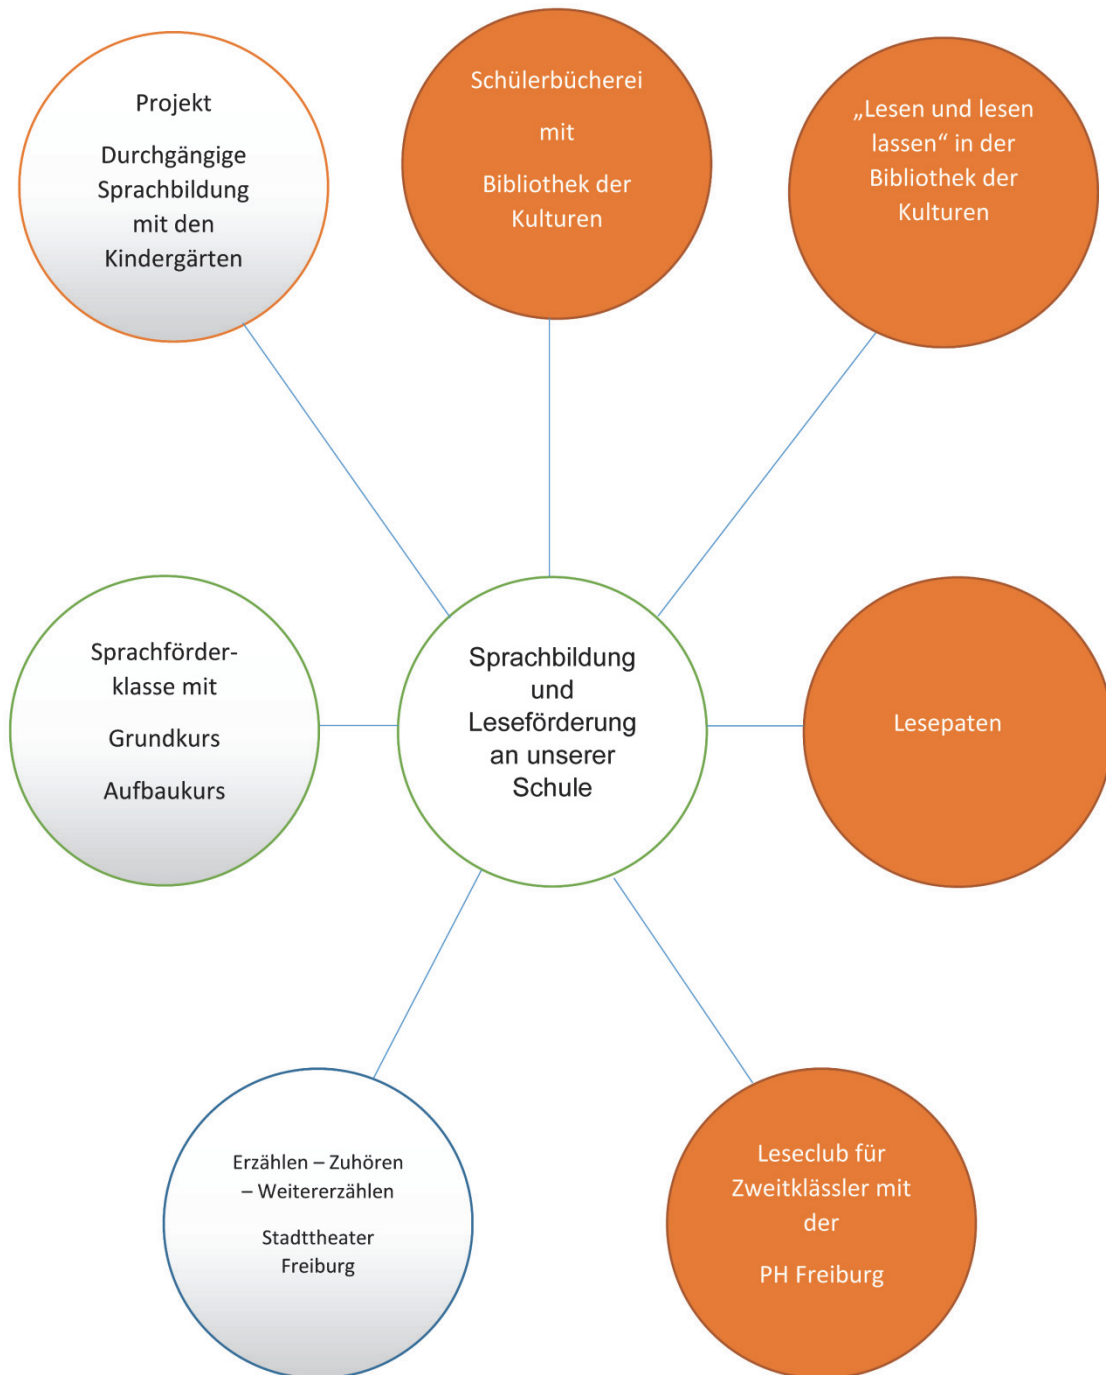 Projekt
Durchgängige
Sprachbildung
mit den
Kindergärten
Schülerbücherei
mit
Bibliothek der
Kulturen
„Lesen und lesen
lassen“ in der
Bibliothek der
Kulturen
Sprachförder-
klasse mit
Grundkurs
Aufbaukurs
Sprachbildung
und
Leseförderung
an unserer
Schule
Lesepaten
Erzählen – Zuhören
– Weitererzählen
Stadttheater
Freiburg
Leseclub für
Zweitklässler mit
der
PH Freiburg